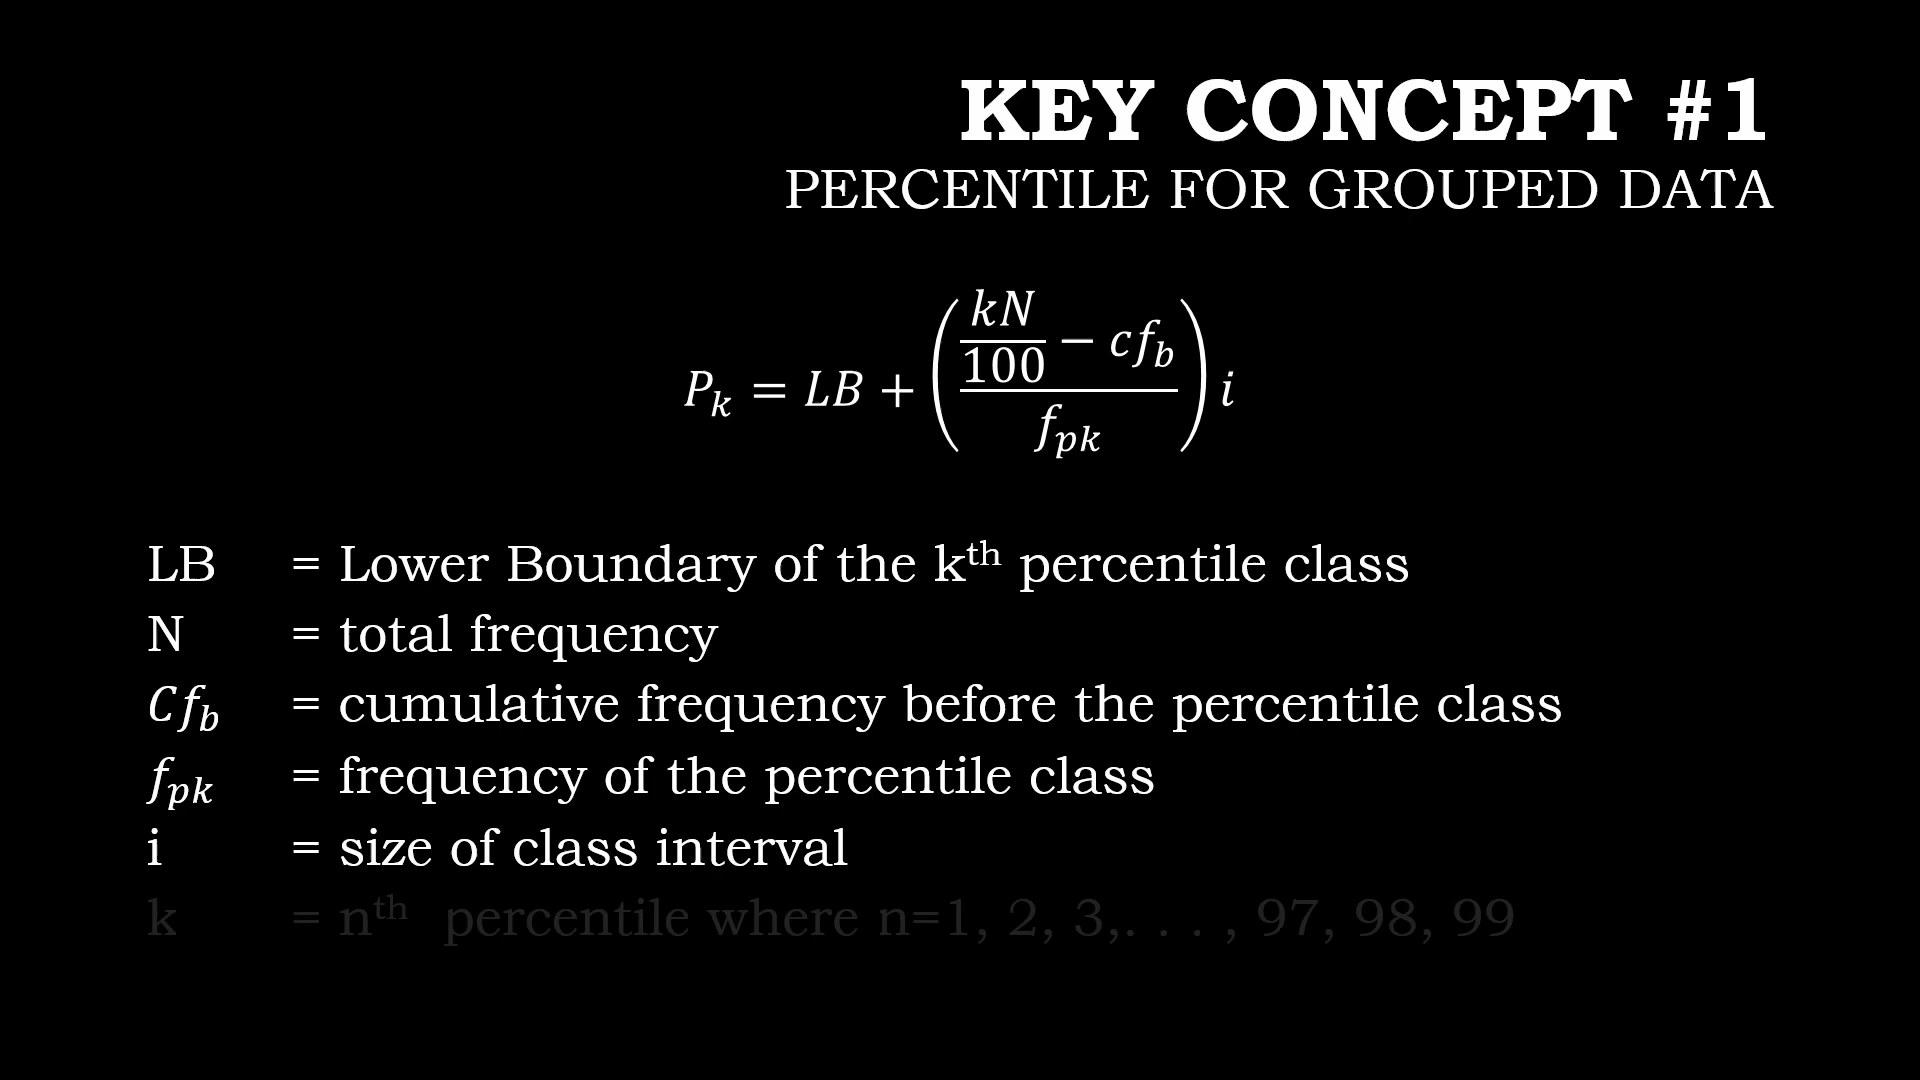 KEY CONCEPT #1
PERCENTILE FOR GROUPED DATA
P_k = LB + ((kN/100 − cf_b) / f_pk) i
LB = Lower Boundary of the kth percentile class
N = total frequency
Cf_b = cumulative frequency before the percentile class
f_pk = frequency of the percentile class
i = size of class interval
k = nth percentile where n=1, 2, 3,. . . , 97, 98, 99